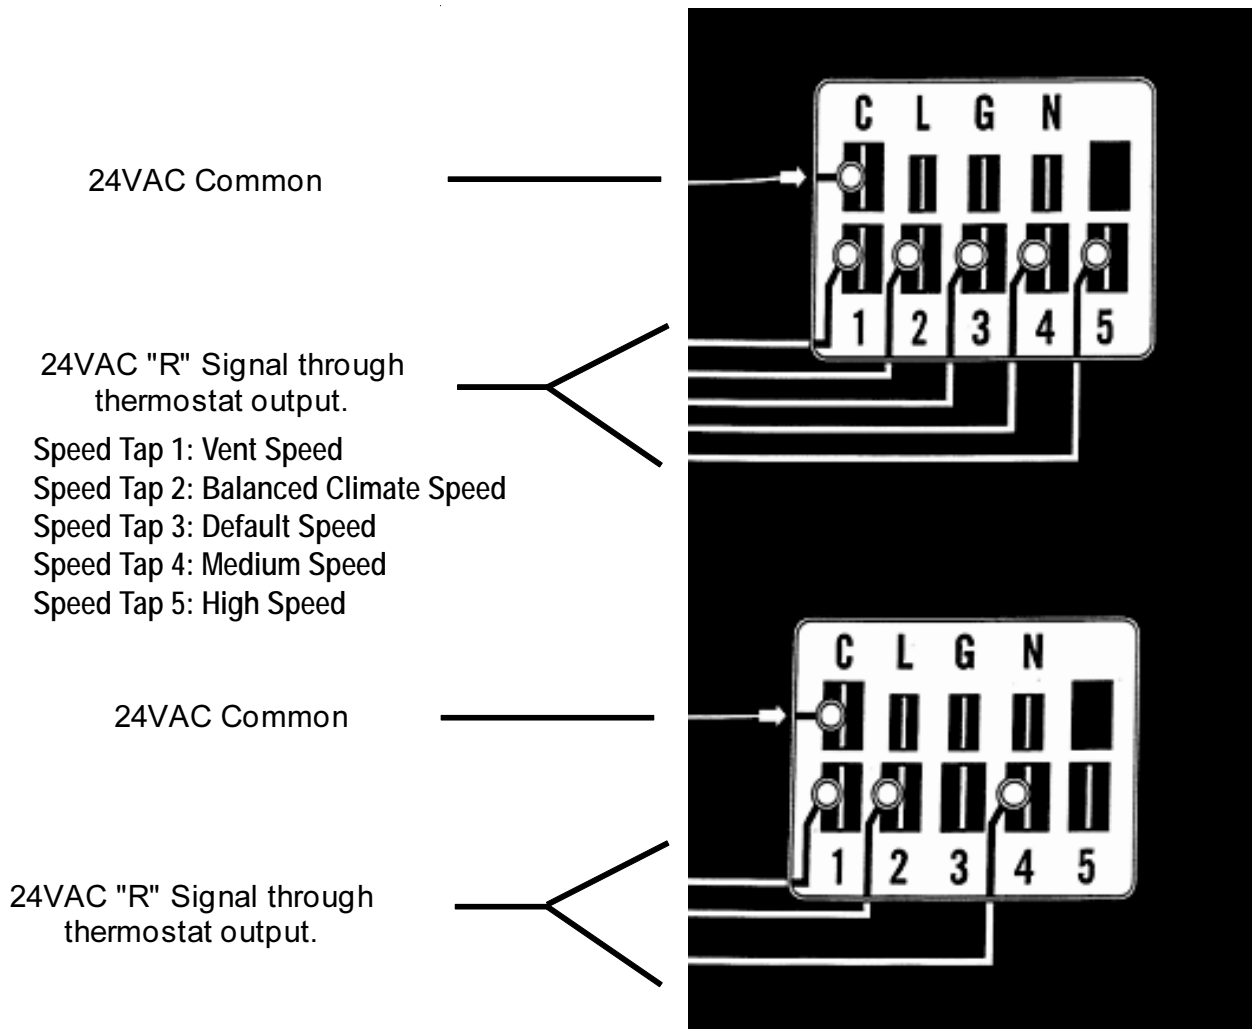 C L G N
24VAC Common
1 2 3 4 5
24VAC "R" Signal through
thermostat output.
Speed Tap 1: Vent Speed
Speed Tap 2: Balanced Climate Speed
Speed Tap 3: Default Speed
Speed Tap 4: Medium Speed
Speed Tap 5: High Speed
C L G N
24VAC Common
1 2 3 4 5
24VAC "R" Signal through
thermostat output.